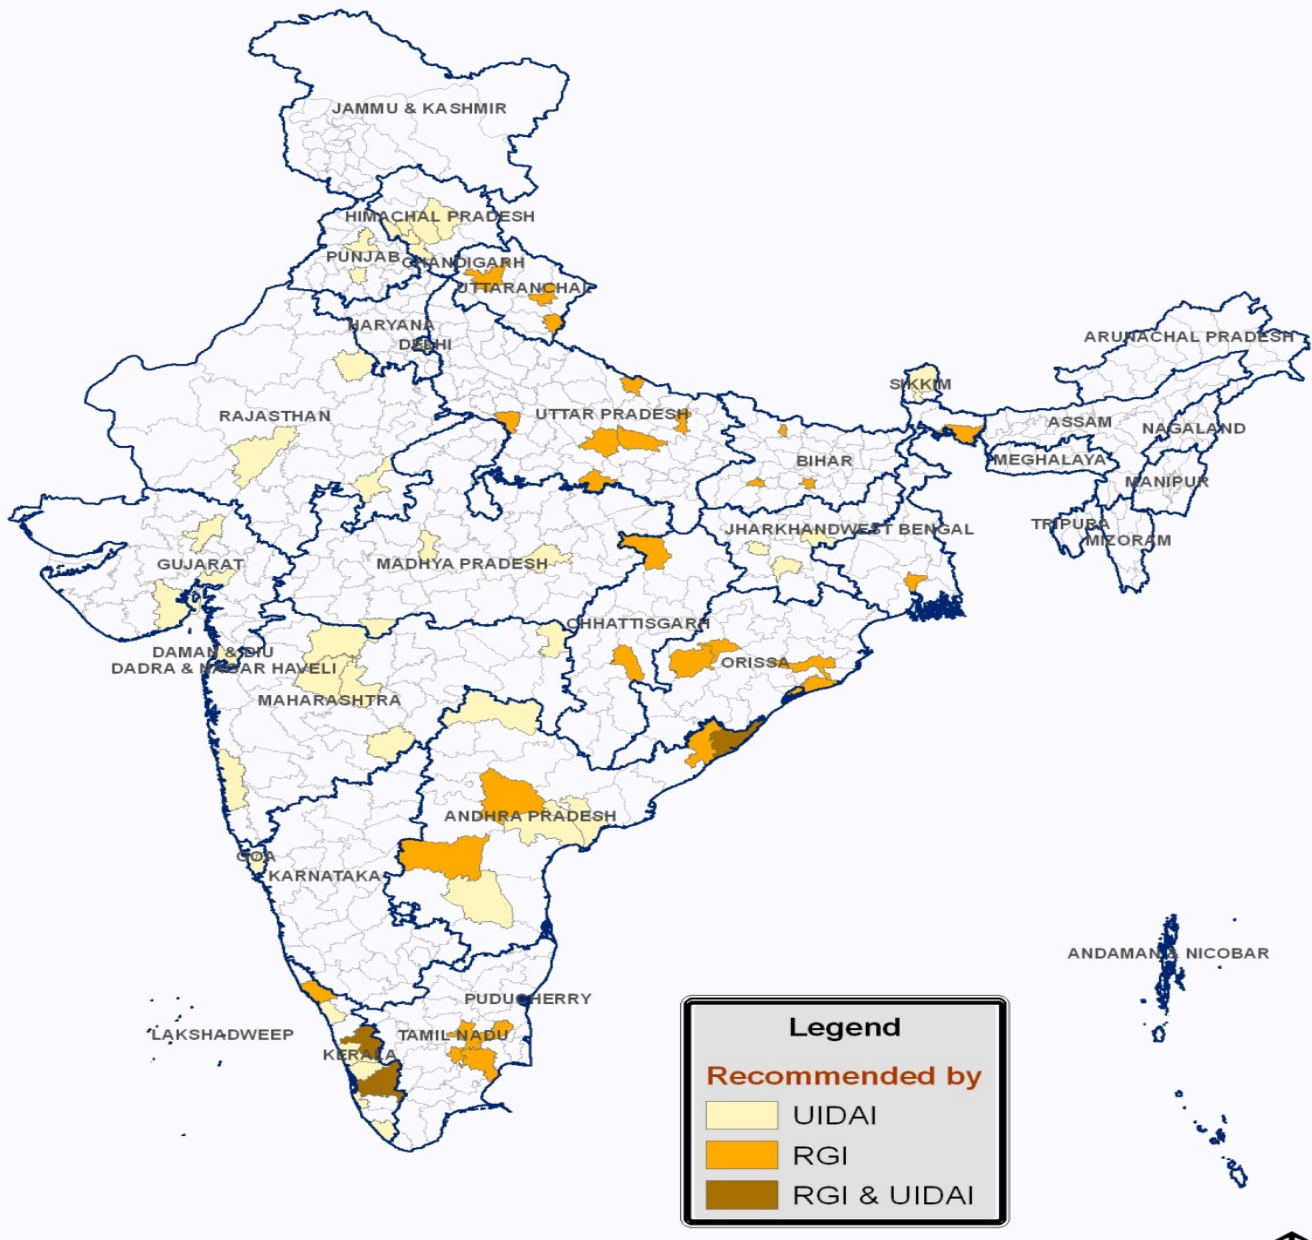 JAMMU & KASHMIR
HIMACHAL PRADESH
PUNJAB
CHANDIGARH
UTTARANCHAL
HARYANA
DELHI
ARUNACHAL PRADESH
SIKKIM
RAJASTHAN
UTTAR PRADESH
ASSAM
NAGALAND
BIHAR
MEGHALAYA
MANIPUR
TRIPURA
MIZORAM
JHARKHAND
WEST BENGAL
GUJARAT
MADHYA PRADESH
CHHATTISGARH
DAMAN & DIU
DADRA & NAGAR HAVELI
ORISSA
MAHARASHTRA
ANDHRA PRADESH
GOA
KARNATAKA
ANDAMAN & NICOBAR
PUDUCHERRY
LAKSHADWEEP
TAMIL NADU
KERALA
Legend
Recommended by
UIDAI
RGI
RGI & UIDAI